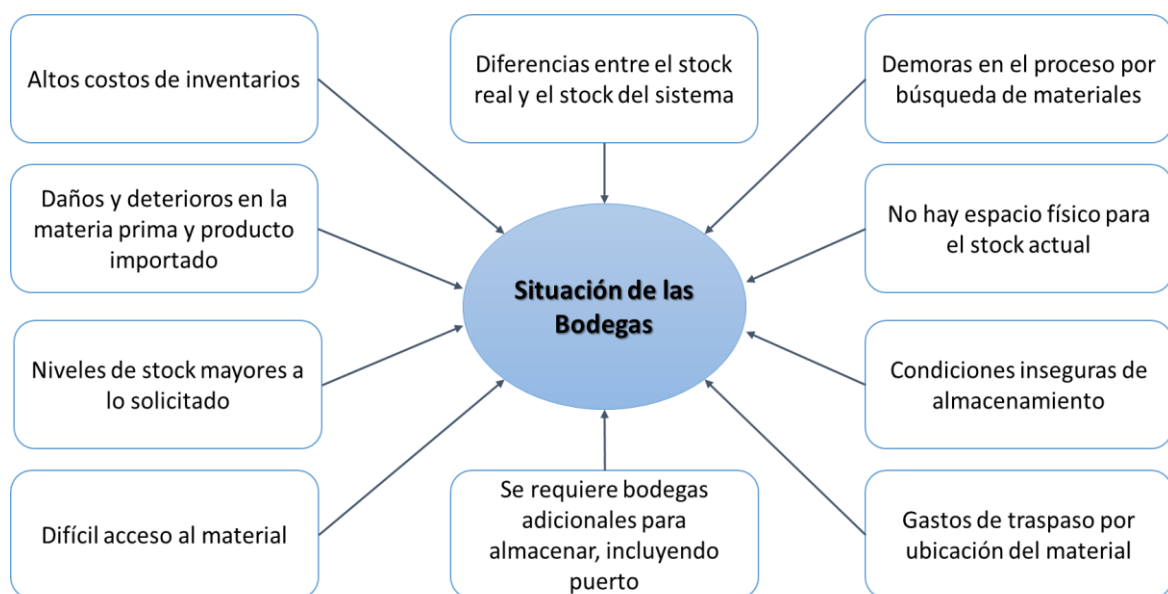 Altos costos de inventarios
Diferencias entre el stock
real y el stock del sistema
Demoras en el proceso por
búsqueda de materiales
Daños y deterioros en la
materia prima y producto
importado
No hay espacio físico para
el stock actual
Situación de las
Bodegas
Niveles de stock mayores a
lo solicitado
Condiciones inseguras de
almacenamiento
Difícil acceso al material
Se requiere bodegas
adicionales para
almacenar, incluyendo
puerto
Gastos de traspaso por
ubicación del material